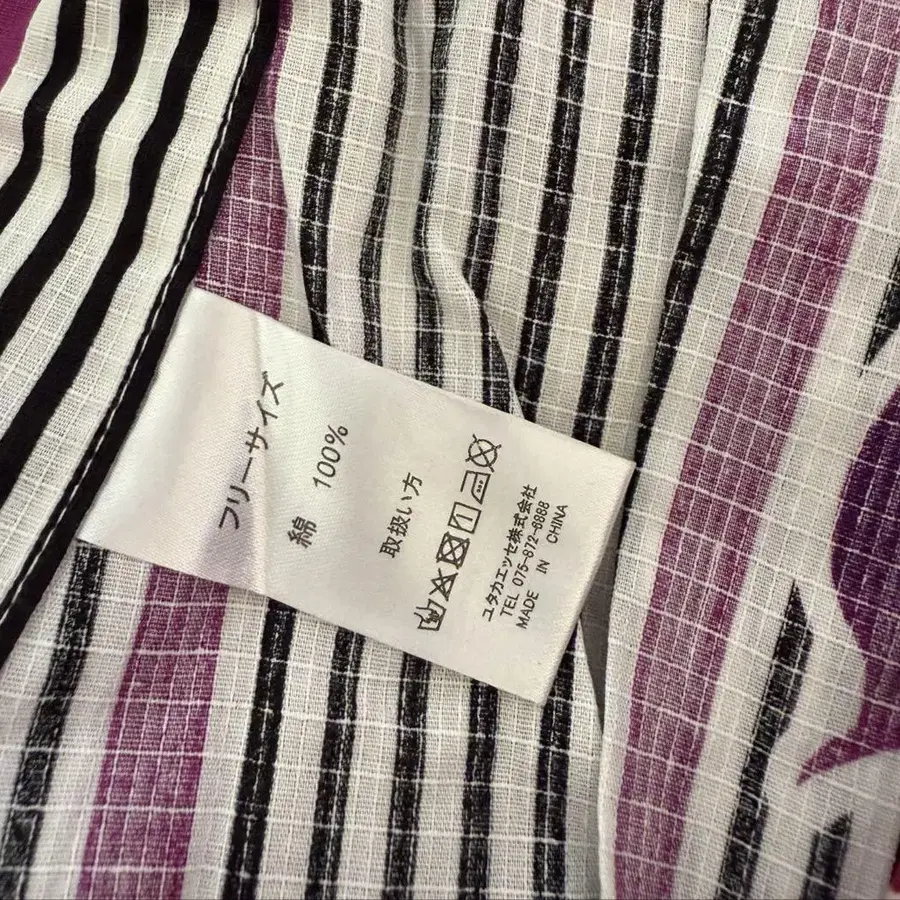 フリーサイズ
綿 100%
取扱い方
ユタカエッセ株式会社
TEL 075-872-6888
MADE IN CHINA